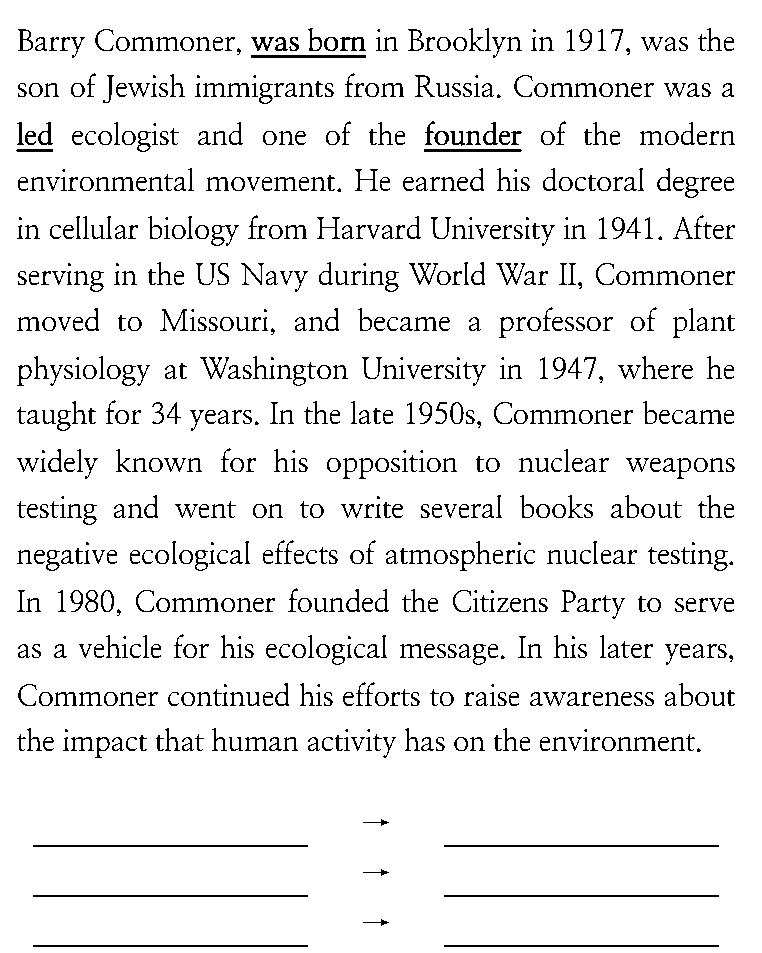 Barry Commoner, was born in Brooklyn in 1917, was the
son of Jewish immigrants from Russia. Commoner was a
led ecologist and one of the founder of the modern
environmental movement. He earned his doctoral degree
in cellular biology from Harvard University in 1941. After
serving in the US Navy during World War II, Commoner
moved to Missouri, and became a professor of plant
physiology at Washington University in 1947, where he
taught for 34 years. In the late 1950s, Commoner became
widely known for his opposition to nuclear weapons
testing and went on to write several books about the
negative ecological effects of atmospheric nuclear testing.
In 1980, Commoner founded the Citizens Party to serve
as a vehicle for his ecological message. In his later years,
Commoner continued his efforts to raise awareness about
the impact that human activity has on the environment.
→
→
→